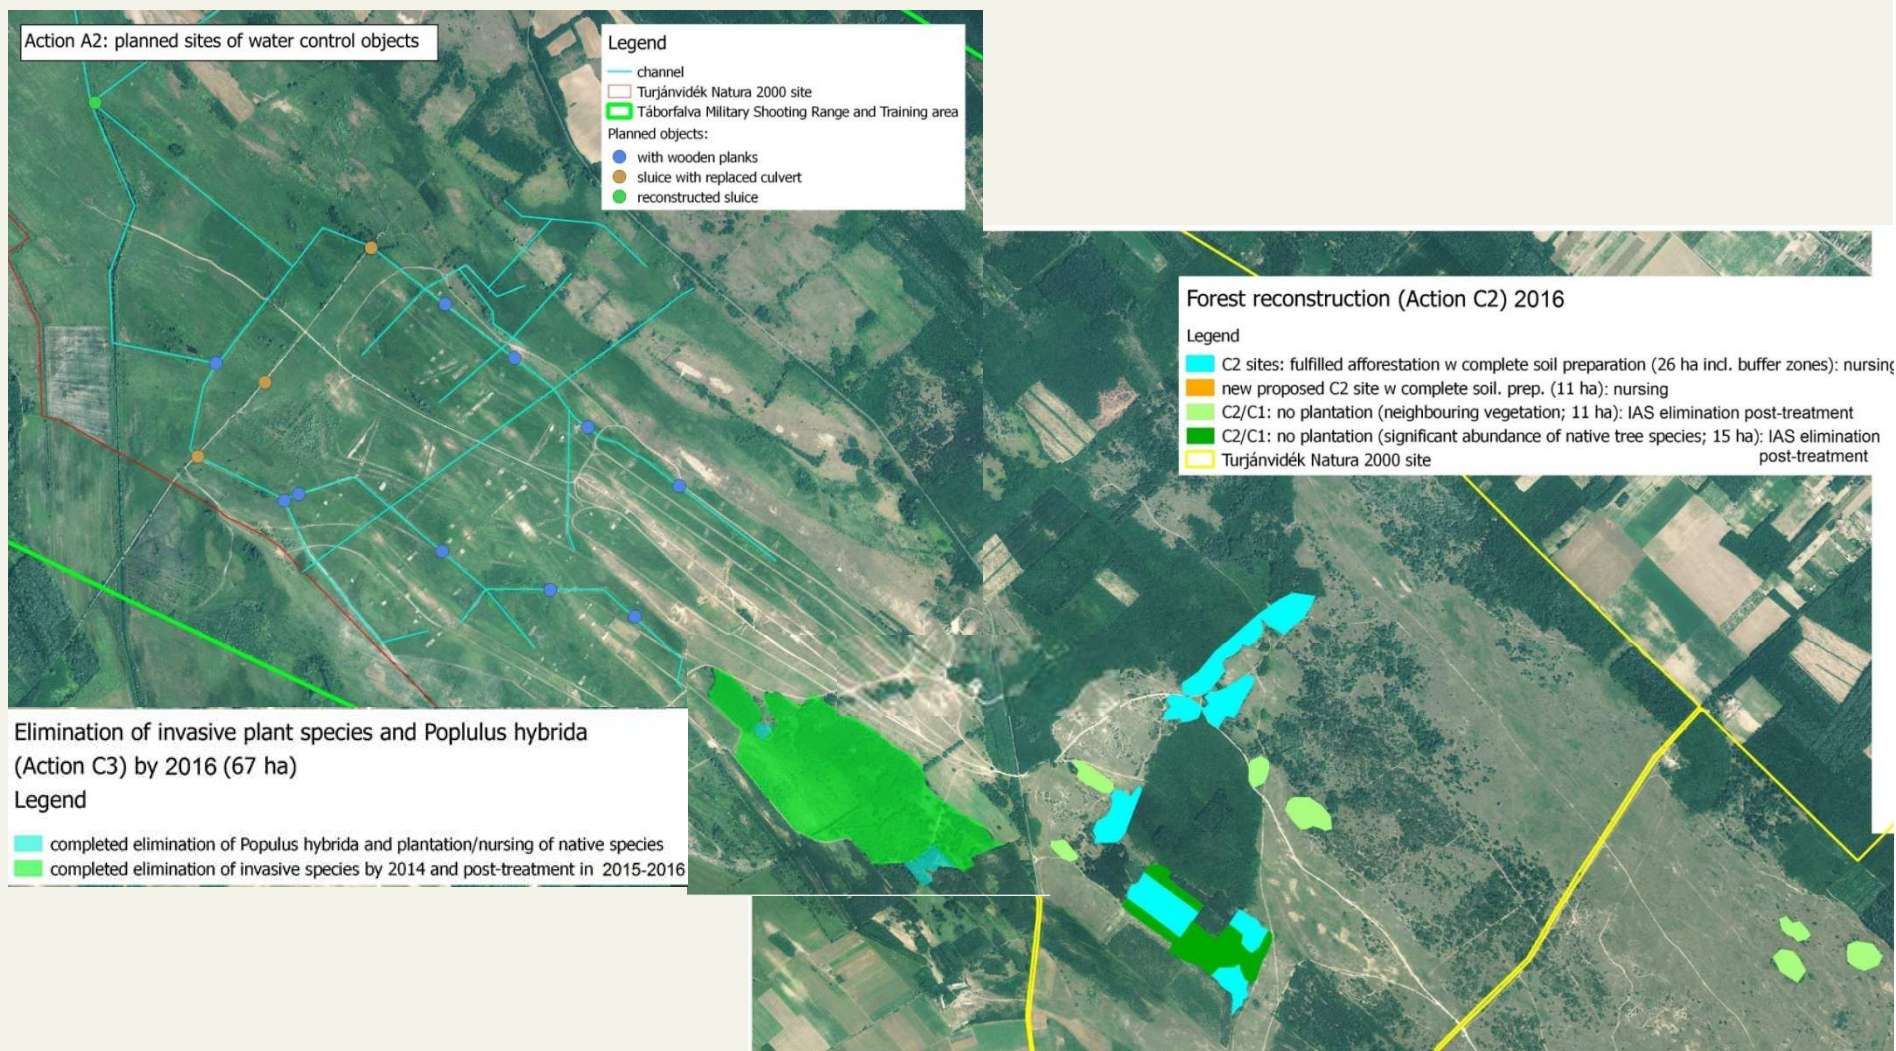 Action A2: planned sites of water control objects
Legend
channel
Turjánvidék Natura 2000 site
Táborfalva Military Shooting Range and Training area
Planned objects:
with wooden planks
sluice with replaced culvert
reconstructed sluice
Forest reconstruction (Action C2) 2016
Legend
C2 sites: fulfilled afforestation w complete soil preparation (26 ha incl. buffer zones): nursing
new proposed C2 site w complete soil. prep. (11 ha): nursing
C2/C1: no plantation (neighbouring vegetation; 11 ha): IAS elimination post-treatment
C2/C1: no plantation (significant abundance of native tree species; 15 ha): IAS elimination
post-treatment
Turjánvidék Natura 2000 site
Elimination of invasive plant species and Poplulus hybrida
(Action C3) by 2016 (67 ha)
Legend
completed elimination of Populus hybrida and plantation/nursing of native species
completed elimination of invasive species by 2014 and post-treatment in 2015-2016